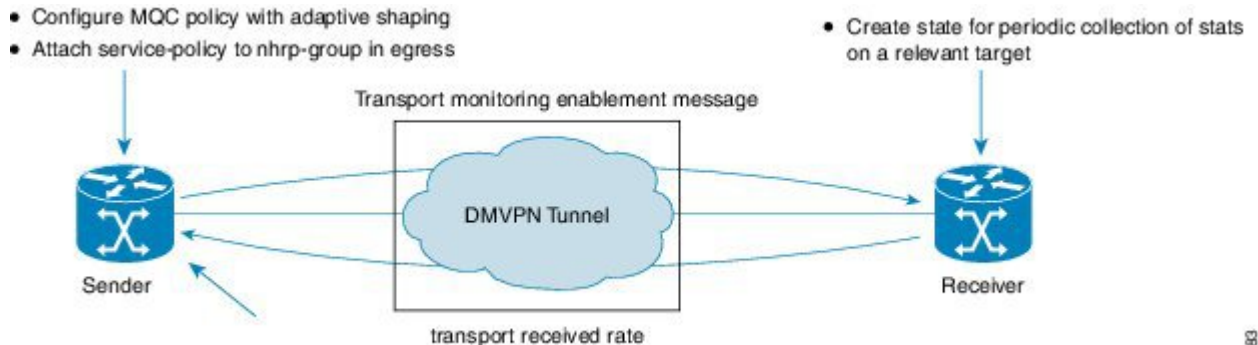 • Configure MQC policy with adaptive shaping
• Attach service-policy to nhrp-group in egress
• Create state for periodic collection of stats
on a relevant target
Transport monitoring enablement message
DMVPN Tunnel
Sender
Receiver
transport received rate